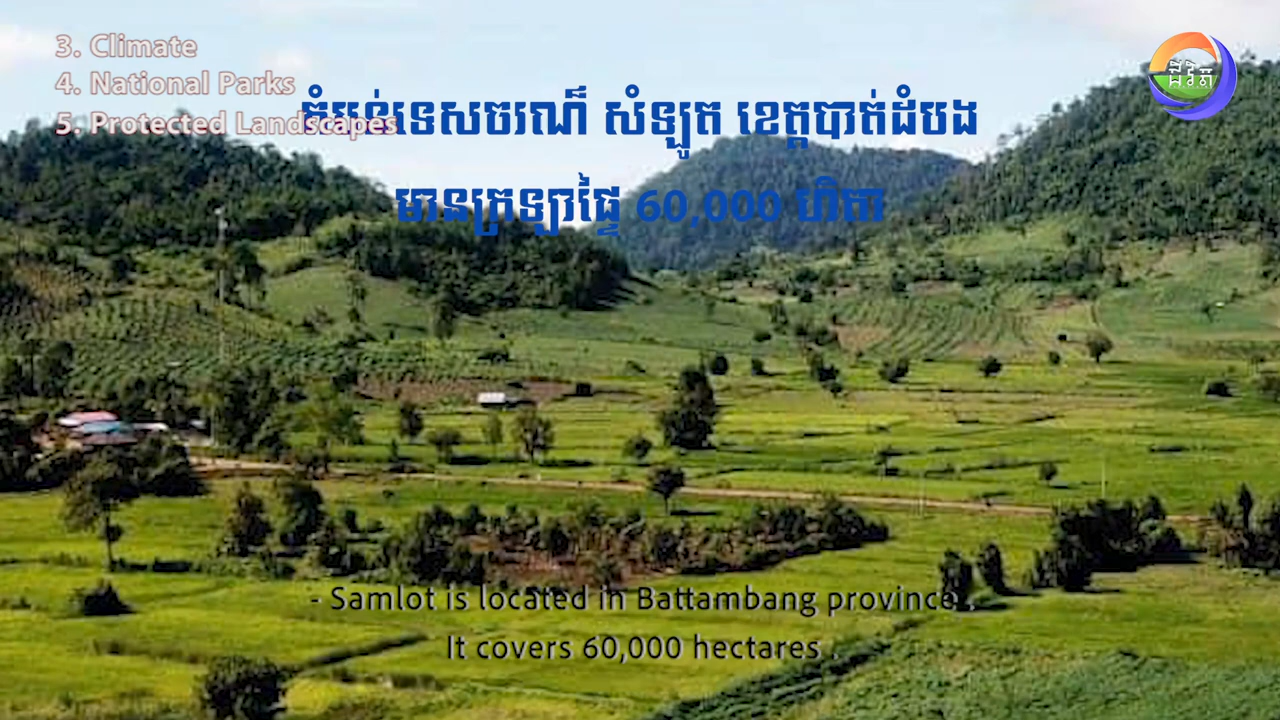 3. Climate
4. National Parks
5. Protected Landscapes
តំបន់ទេសចរណ៍ សំឡូត ខេត្តបាត់ដំបង
មានក្រឡាផ្ទៃ 60,000 ហិកតា
- Samlot is located in Battambang province .
It covers 60,000 hectares .